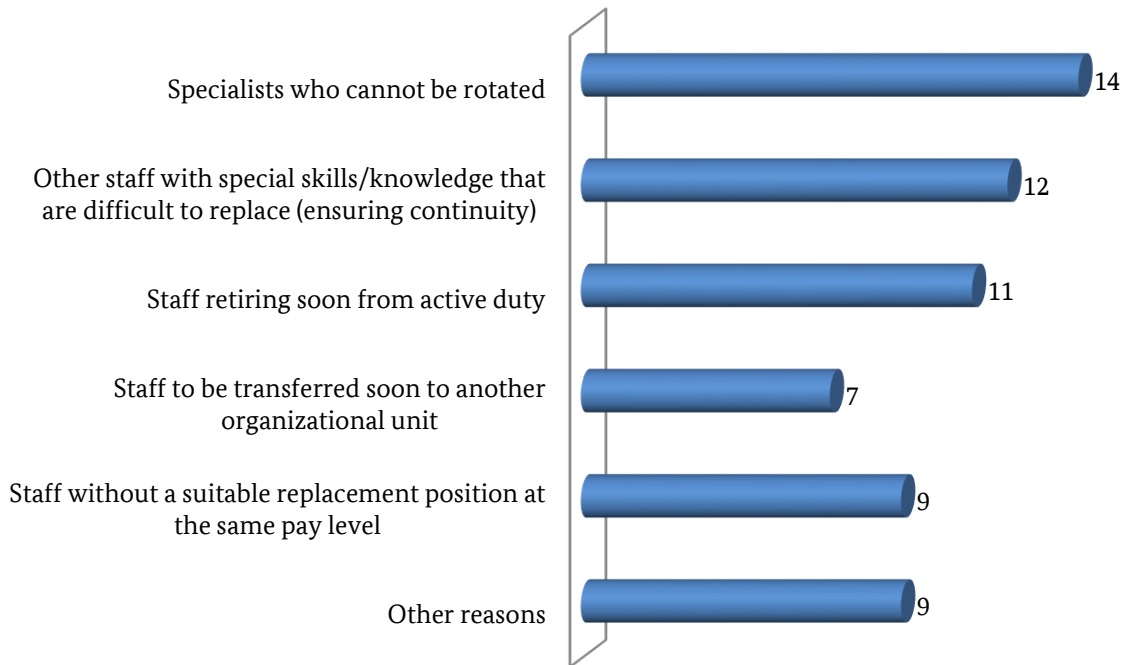 Specialists who cannot be rotated
14
Other staff with special skills/knowledge that
are difficult to replace (ensuring continuity)
12
Staff retiring soon from active duty
11
Staff to be transferred soon to another
organizational unit
7
Staff without a suitable replacement position at
the same pay level
9
Other reasons
9